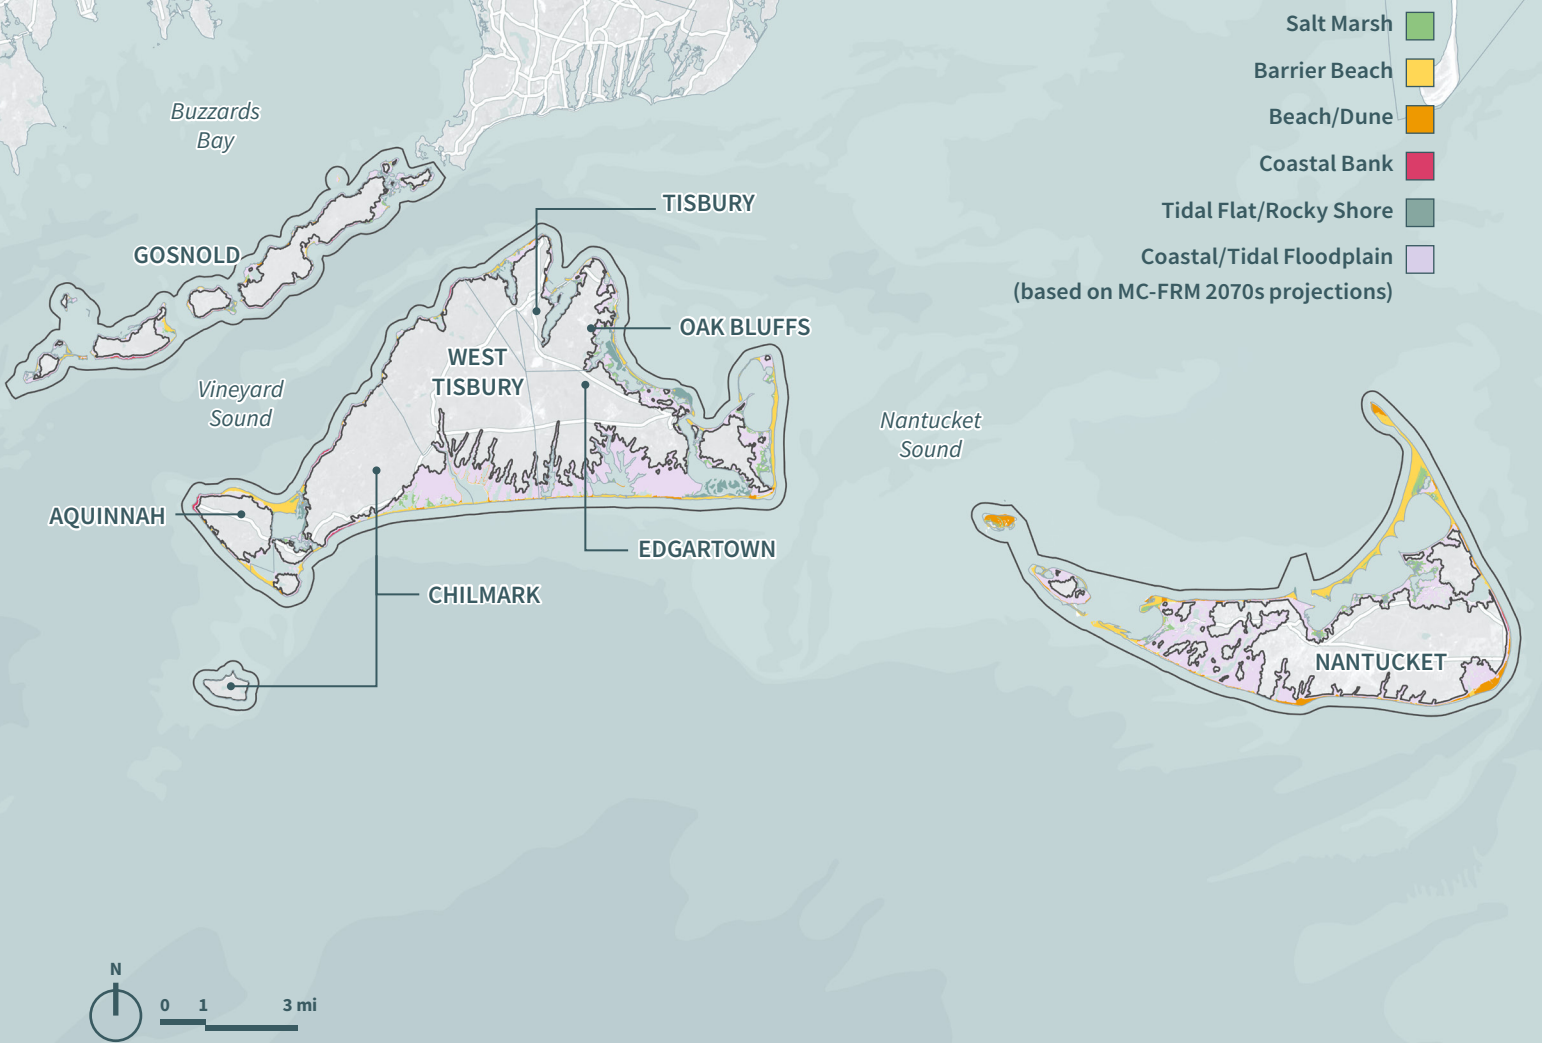 Salt Marsh
Barrier Beach
Beach/Dune
Coastal Bank
Tidal Flat/Rocky Shore
Coastal/Tidal Floodplain
(based on MC-FRM 2070s projections)
Buzzards
Bay
TISBURY
GOSNOLD
OAK BLUFFS
WEST
TISBURY
Vineyard
Sound
Nantucket
Sound
AQUINNAH
EDGARTOWN
CHILMARK
NANTUCKET
N
0 1 3 mi